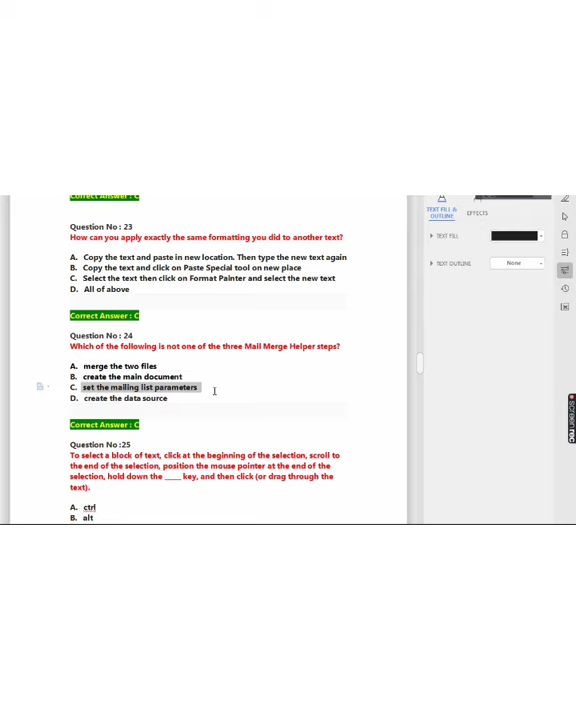 Correct Answer : C
Question No : 23
How can you apply exactly the same formatting you did to another text?
A. Copy the text and paste in new location. Then type the new text again
B. Copy the text and click on Paste Special tool on new place
C. Select the text then click on Format Painter and select the new text
D. All of above
Correct Answer : C
Question No : 24
Which of the following is not one of the three Mail Merge Helper steps?
A. merge the two files
B. create the main document
C. set the mailing list parameters
D. create the data source
Correct Answer : C
Question No :25
To select a block of text, click at the beginning of the selection, scroll to
the end of the selection, position the mouse pointer at the end of the
selection, hold down the ____ key, and then click (or drag through the
text).
A. ctrl
B. alt
TEXT FILL &
OUTLINE
EFFECTS
TEXT FILL
TEXT OUTLINE
None
screenrec